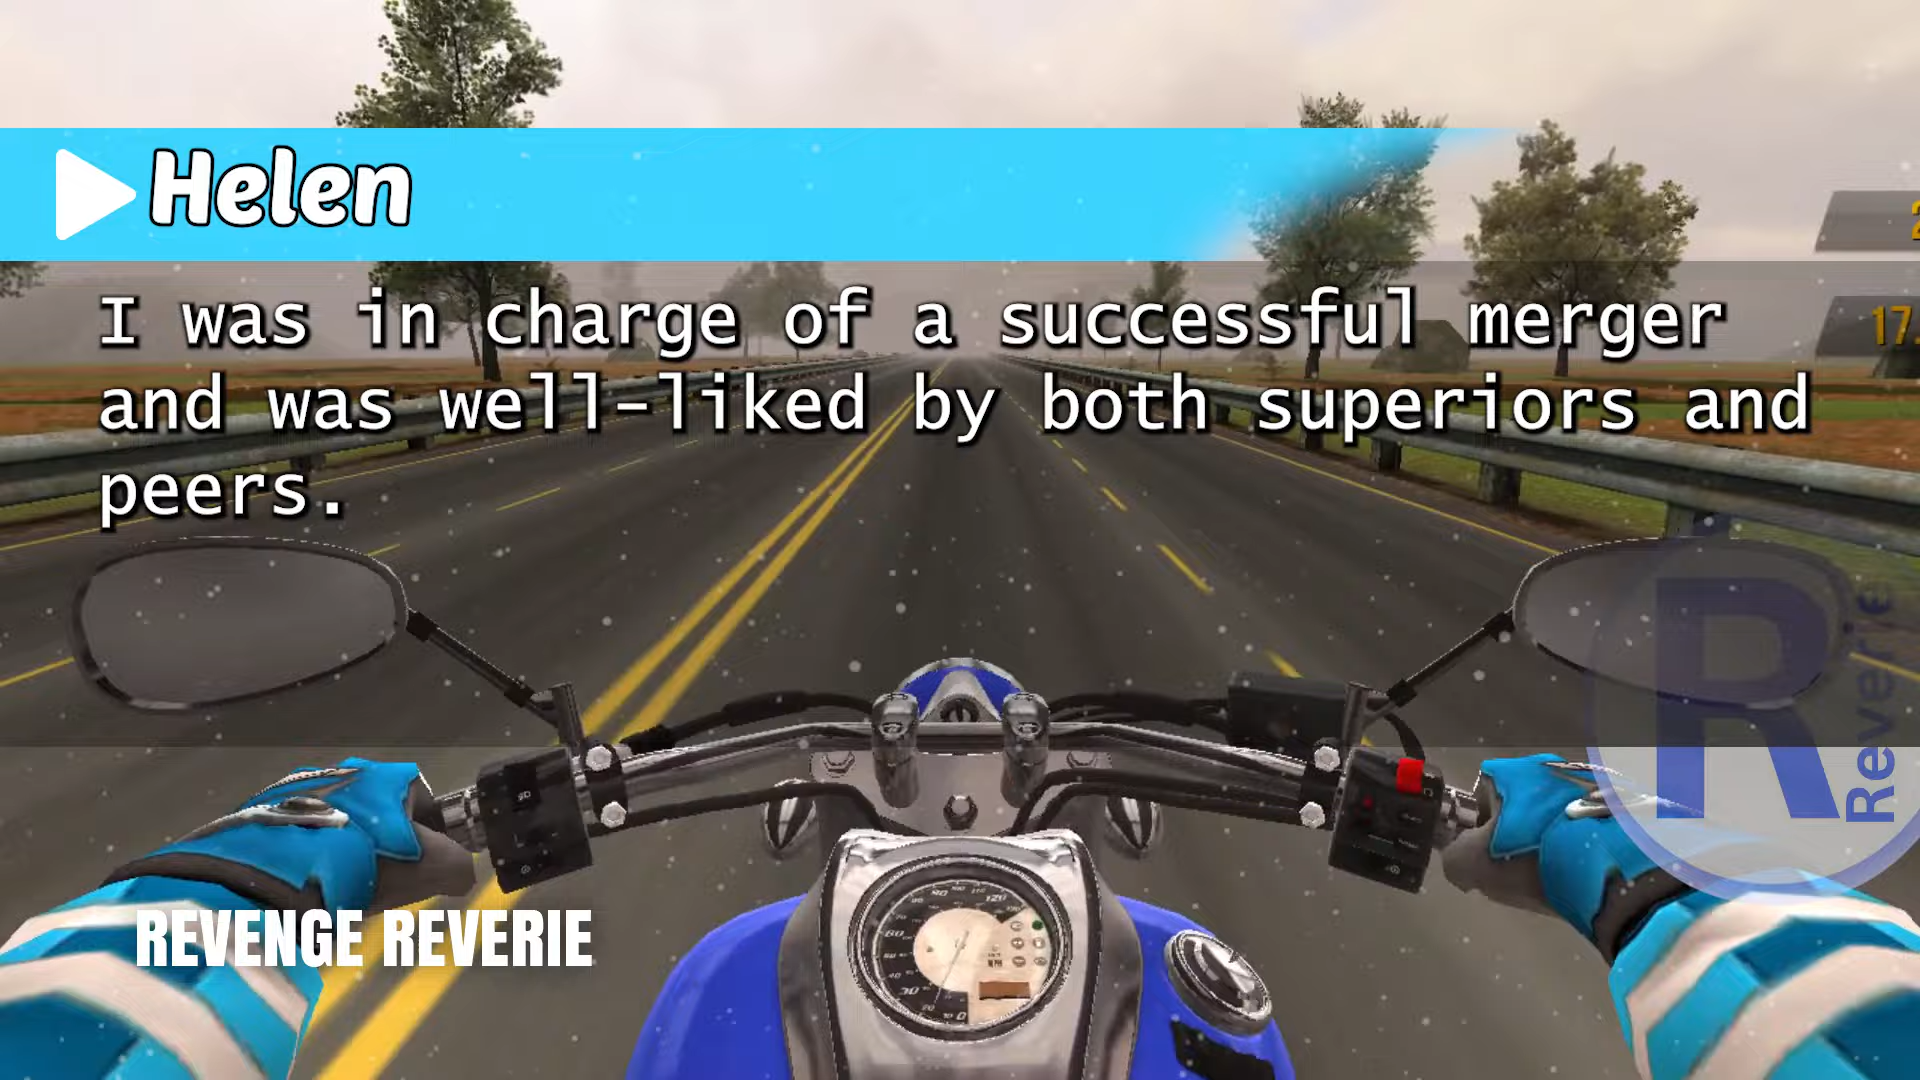 Helen
I was in charge of a successful merger
and was well-liked by both superiors and
peers.
17.
R
Reverie
REVENGE REVERIE